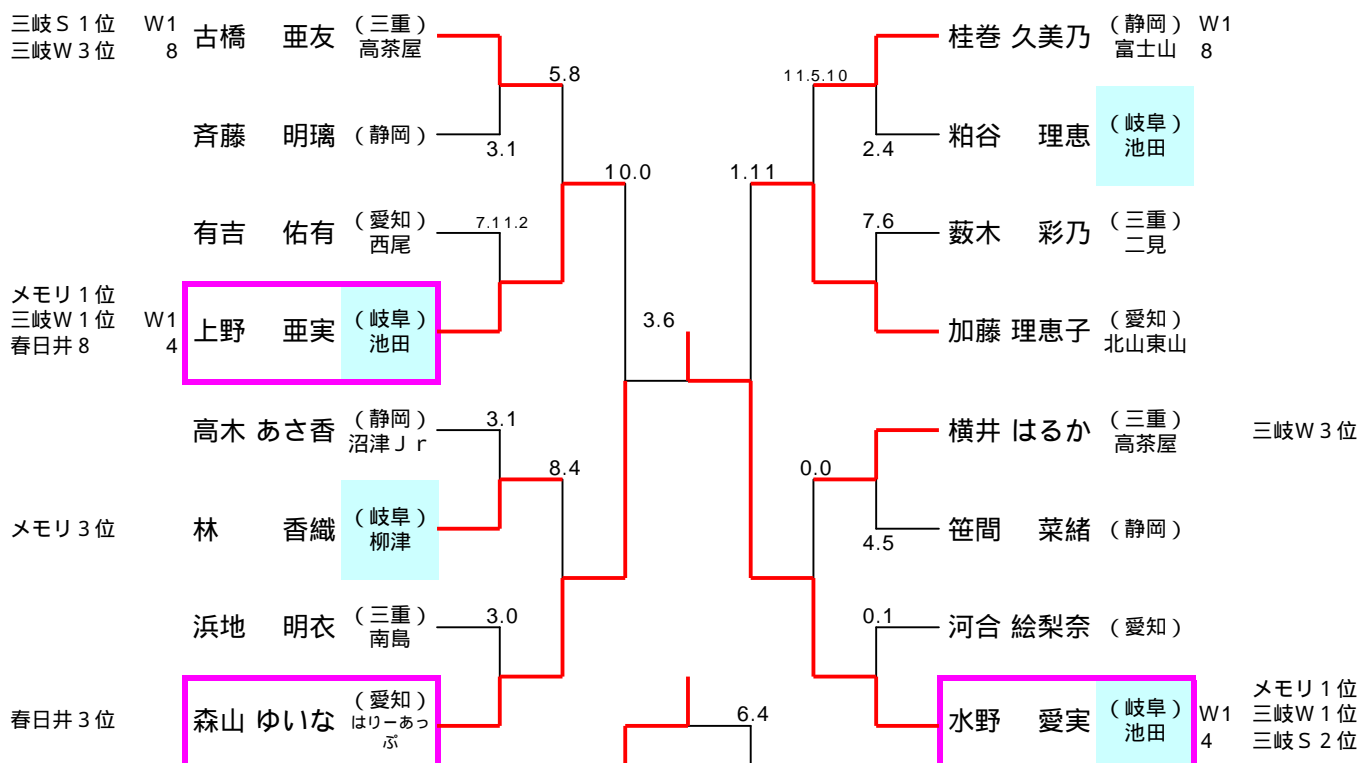 三岐Ｓ１位 Ｗ1
三岐Ｗ３位 8
古橋 亜友 (三重) 高茶屋
5.8
斉藤 明璃 (静岡)
3.1
10.0
有吉 佑有 (愛知) 西尾
7.11.2
メモリ１位
三岐Ｗ１位 Ｗ1
春日井８ 4
上野 亜実 (岐阜) 池田
3.6
高木 あさ香 (静岡) 沼津Ｊｒ
3.1
8.4
メモリ３位
林 香織 (岐阜) 柳津
浜地 明衣 (三重) 南島
3.0
春日井３位
森山 ゆいな (愛知) はりーあっぷ
6.4
桂巻 久美乃 (静岡) 富士山
Ｗ1
8
11.5.10
粕谷 理恵 (岐阜) 池田
2.4
1.11
薮木 彩乃 (三重) 二見
7.6
加藤 理恵子 (愛知) 北山東山
横井 はるか (三重) 高茶屋
三岐Ｗ３位
0.0
笹間 菜緒 (静岡)
4.5
河合 絵梨奈 (愛知)
0.1
水野 愛実 (岐阜) 池田
Ｗ1
4
メモリ１位
三岐Ｗ１位
三岐Ｓ２位